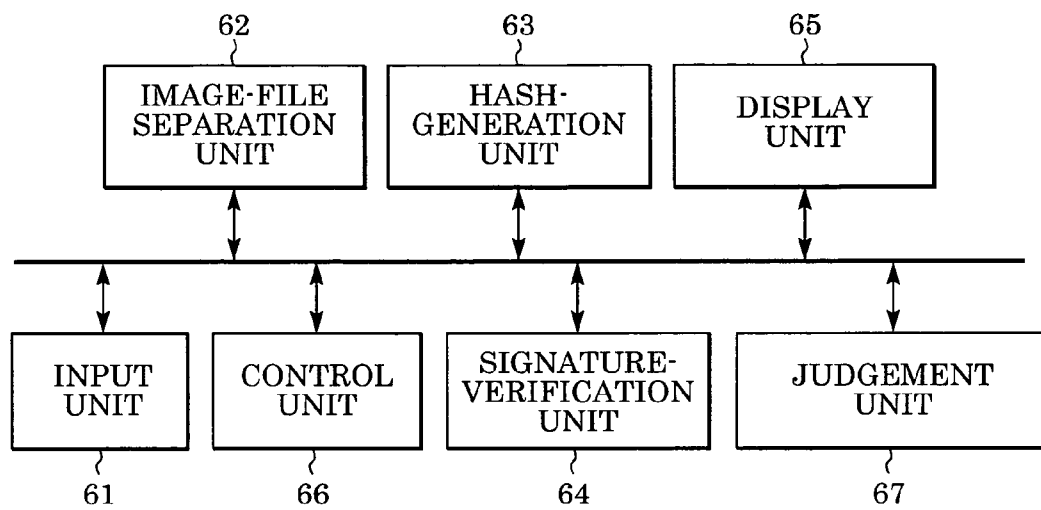 62
63
65
IMAGE-FILE
SEPARATION
UNIT
HASH-
GENERATION
UNIT
DISPLAY
UNIT
INPUT
UNIT
CONTROL
UNIT
SIGNATURE-
VERIFICATION
UNIT
JUDGEMENT
UNIT
61
66
64
67